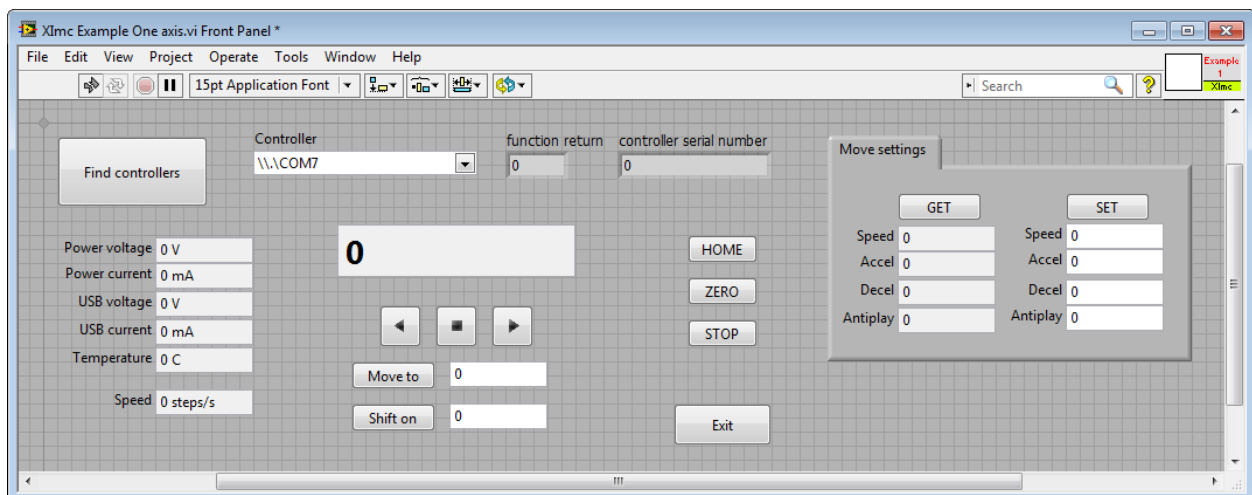 XImc Example One axis.vi Front Panel *
File Edit View Project Operate Tools Window Help
15pt Application Font
Search
?
Example
1
XImc
Find controllers
Controller
\\.\COM7
function return
0
controller serial number
0
Move settings
GET
Speed 0
Accel 0
Decel 0
Antiplay 0
SET
Speed 0
Accel 0
Decel 0
Antiplay 0
Power voltage 0 V
Power current 0 mA
USB voltage 0 V
USB current 0 mA
Temperature 0 C
Speed 0 steps/s
0
Move to 0
Shift on 0
HOME
ZERO
STOP
Exit